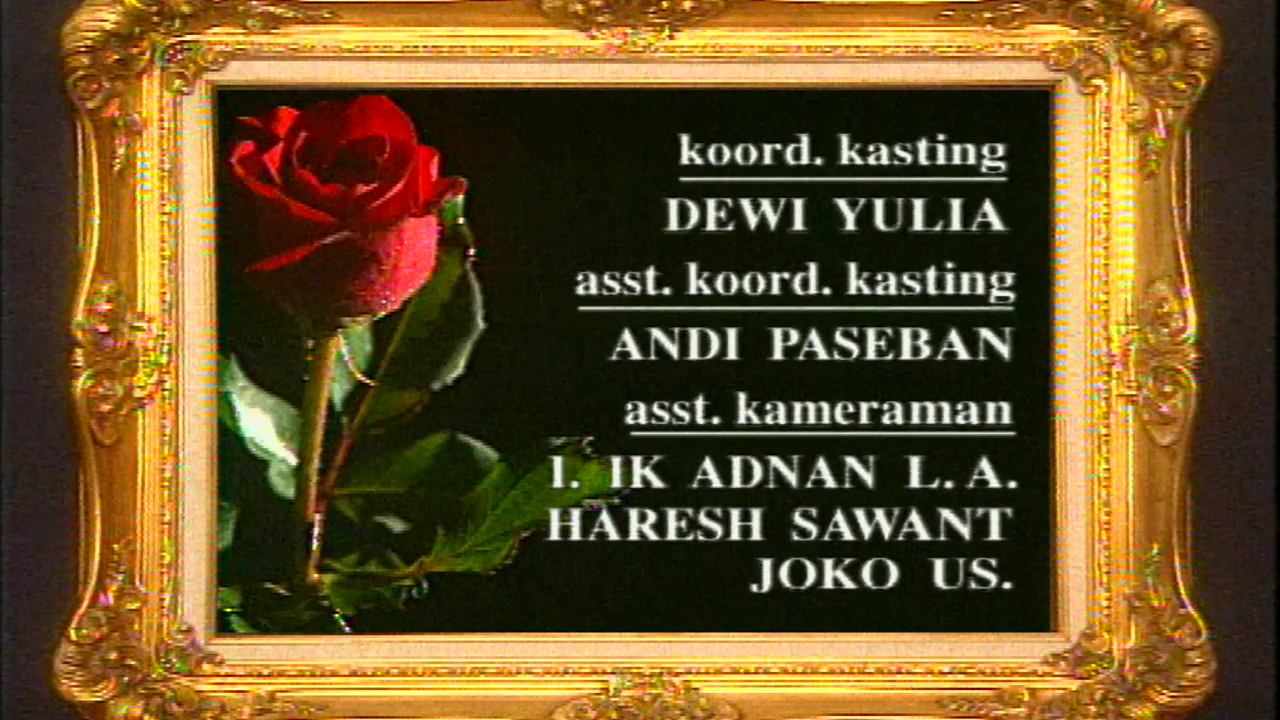 koord. kasting
DEWI YULIA
asst. koord. kasting
ANDI PASEBAN
asst. kameraman
I. IK ADNAN L. A.
HARESH SAWANT
JOKO US.